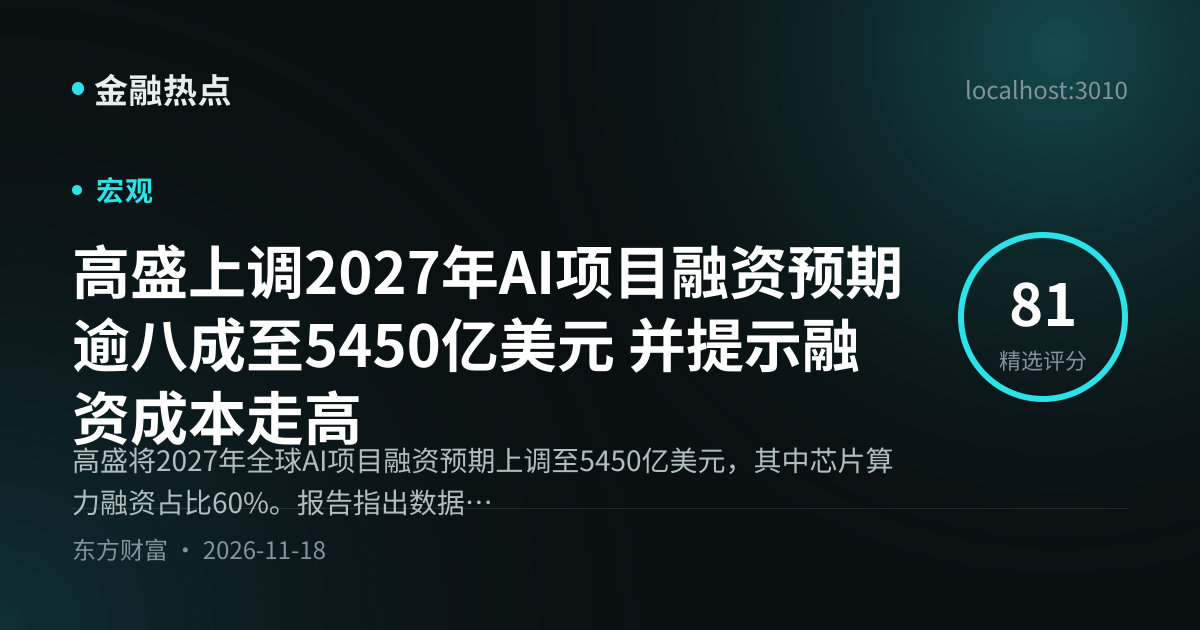 金融热点
localhost:3010
宏观
高盛上调2027年AI项目融资预期
逾八成至5450亿美元 并提示融
资成本走高
81
精选评分
高盛将2027年全球AI项目融资预期上调至5450亿美元，其中芯片算
力融资占比60%。报告指出数据…
东方财富 · 2026-11-18